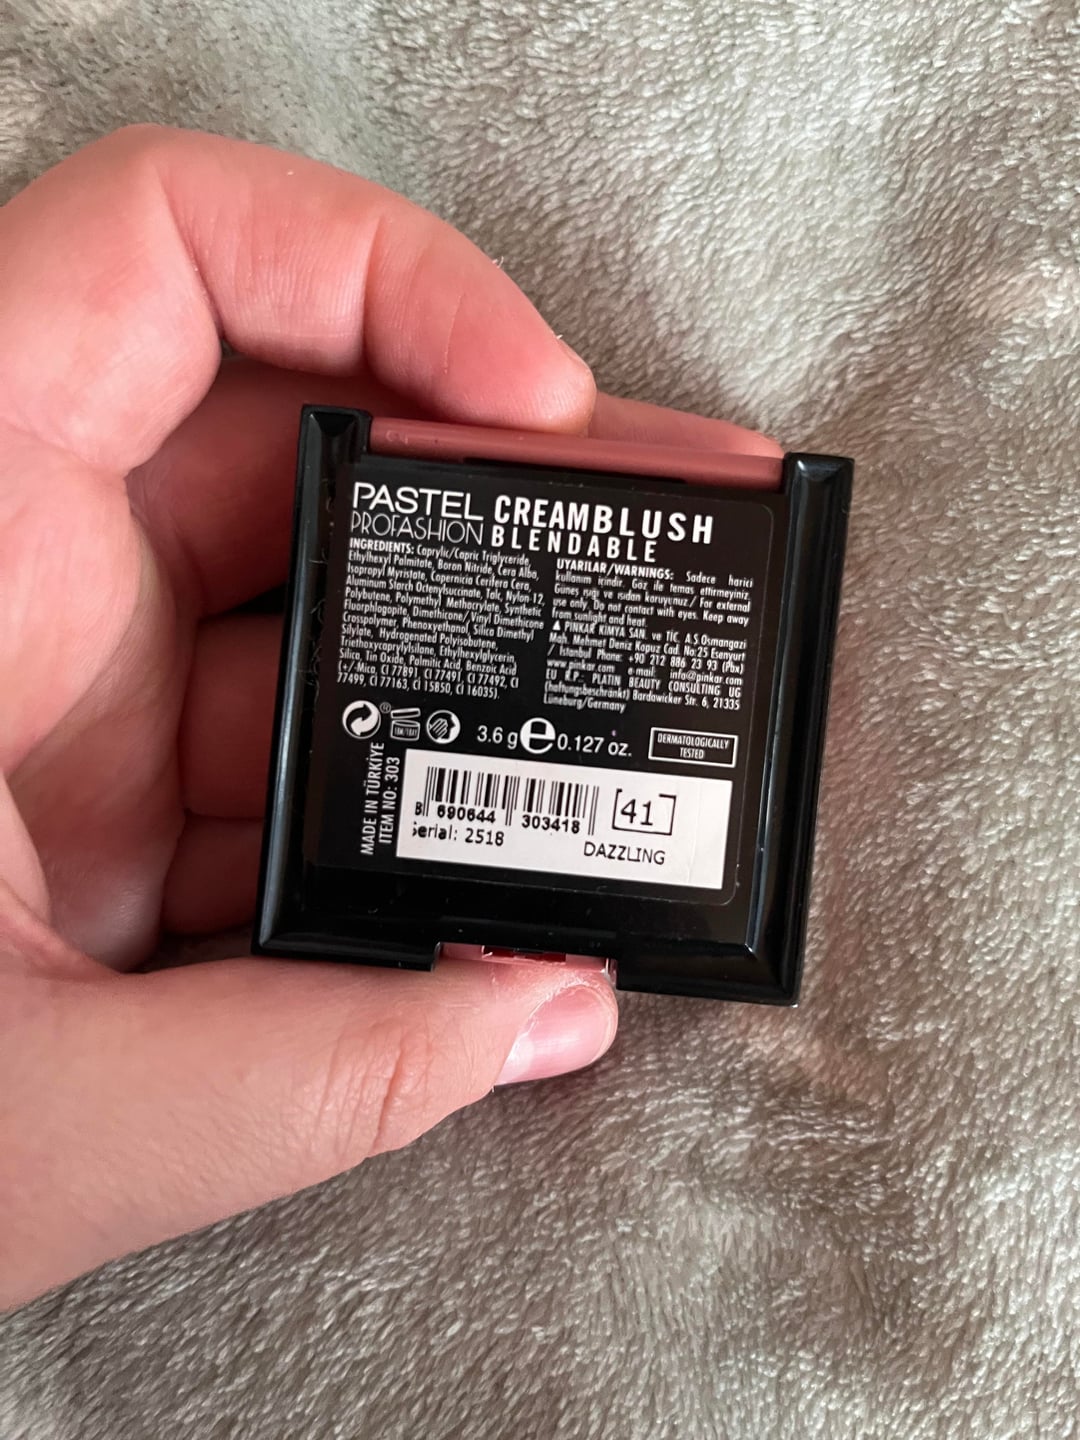 PASTEL
PROFASHION
CREAMBLUSH
BLENDABLE
INGREDIENTS: Caprylic/Capric Triglyceride,
Ethylhexyl Palmitate, Boron Nitride, Cera Alba,
Isopropyl Myristate, Copernicia Cerifera Cera,
Aluminum Starch Octenylsuccinate, Talc, Nylon-12,
Polybutene, Polymethyl Methacrylate, Synthetic
Fluorphlogopite, Dimethicone/Vinyl Dimethicone
Crosspolymer, Phenoxyethanol, Silica Dimethyl
Silylate, Hydrogenated Polyisobutene,
Triethoxycaprylylsilane, Ethylhexylglycerin,
Silica, Tin Oxide, Palmitic Acid, Benzoic Acid
(+/-Mica, CI 77891, CI 77491, CI 77492, CI
77499, CI 77163, CI 15850, CI 16035).
UYARILAR/WARNINGS: Sadece harici
kullanım içindir. Göz ile temas ettirmeyiniz.
Güneş ışığı ve ısıdan koruyunuz./ For external
use only. Do not contact with eyes. Keep away
from sunlight and heat.
PINKAR KİMYA SAN. ve TİC. A.Ş Osmangazi
Mah. Mehmet Deniz Kopuz Cad. No:25 Esenyurt
/ İstanbul Phone: +90 212 886 23 93 (Pbx)
www.pinkar.com e-mail: info@pinkar.com
EU R.P.: PLATIN BEAUTY CONSULTING UG
(haftungsbeschränkt) Bardowicker Str. 6, 21335
Lüneburg/Germany
®
3.6 g e 0.127 oz.
DERMATOLOGICALLY
TESTED
MADE IN TÜRKİYE
ITEM NO: 303
690644 303418
41
Serial: 2518
DAZZLING